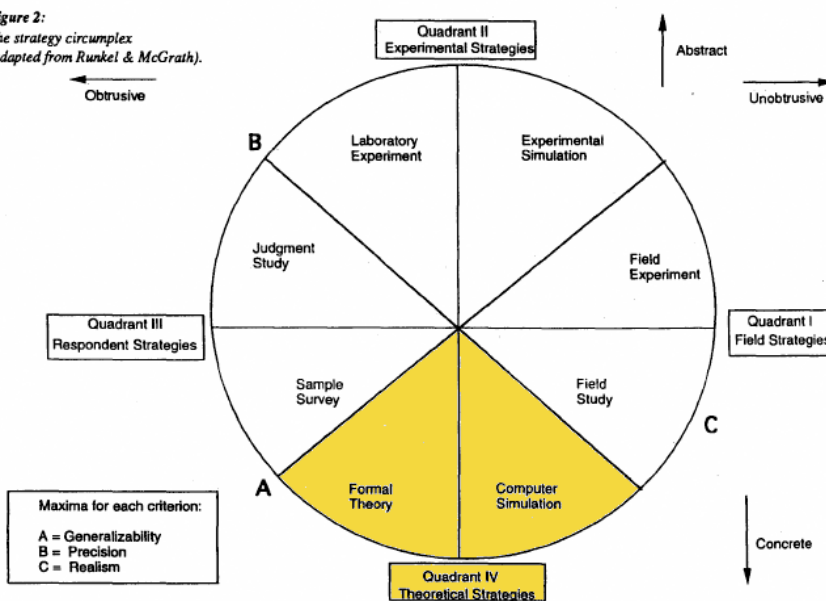 igure 2:
he strategy circumplex
dapted from Runkel & McGrath).
Obtrusive
Quadrant II
Experimental Strategies
Abstract
Unobtrusive
B
Laboratory
Experiment
Experimental
Simulation
Judgment
Study
Field
Experiment
Quadrant III
Respondent Strategies
Quadrant I
Field Strategies
Sample
Survey
Field
Study
C
A
Formal
Theory
Computer
Simulation
Maxima for each criterion:
A = Generalizability
B = Precision
C = Realism
Concrete
Quadrant IV
Theoretical Strategies